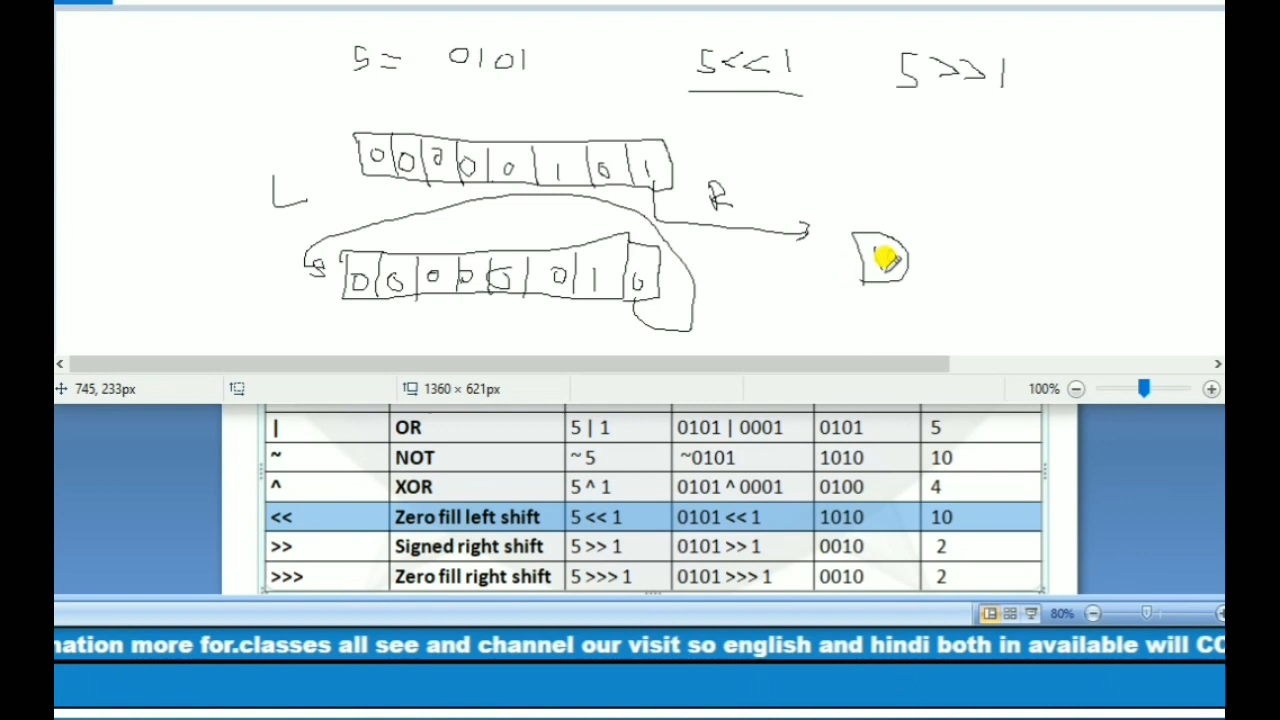 5 = 0101 5<<1 5>>1
0 0 0 0 0 1 0 1
L R
0 0 0 0 0 0 1 0
745, 233px 1360 × 621px 100%
| OR 5 | 1 0101 | 0001 0101 5
~ NOT ~ 5 ~0101 1010 10
^ XOR 5 ^ 1 0101 ^ 0001 0100 4
<< Zero fill left shift 5 << 1 0101 << 1 1010 10
>> Signed right shift 5 >> 1 0101 >> 1 0010 2
>>> Zero fill right shift 5 >>> 1 0101 >>> 1 0010 2
80%
mation more for.classes all see and channel our visit so english and hindi both in available will CO